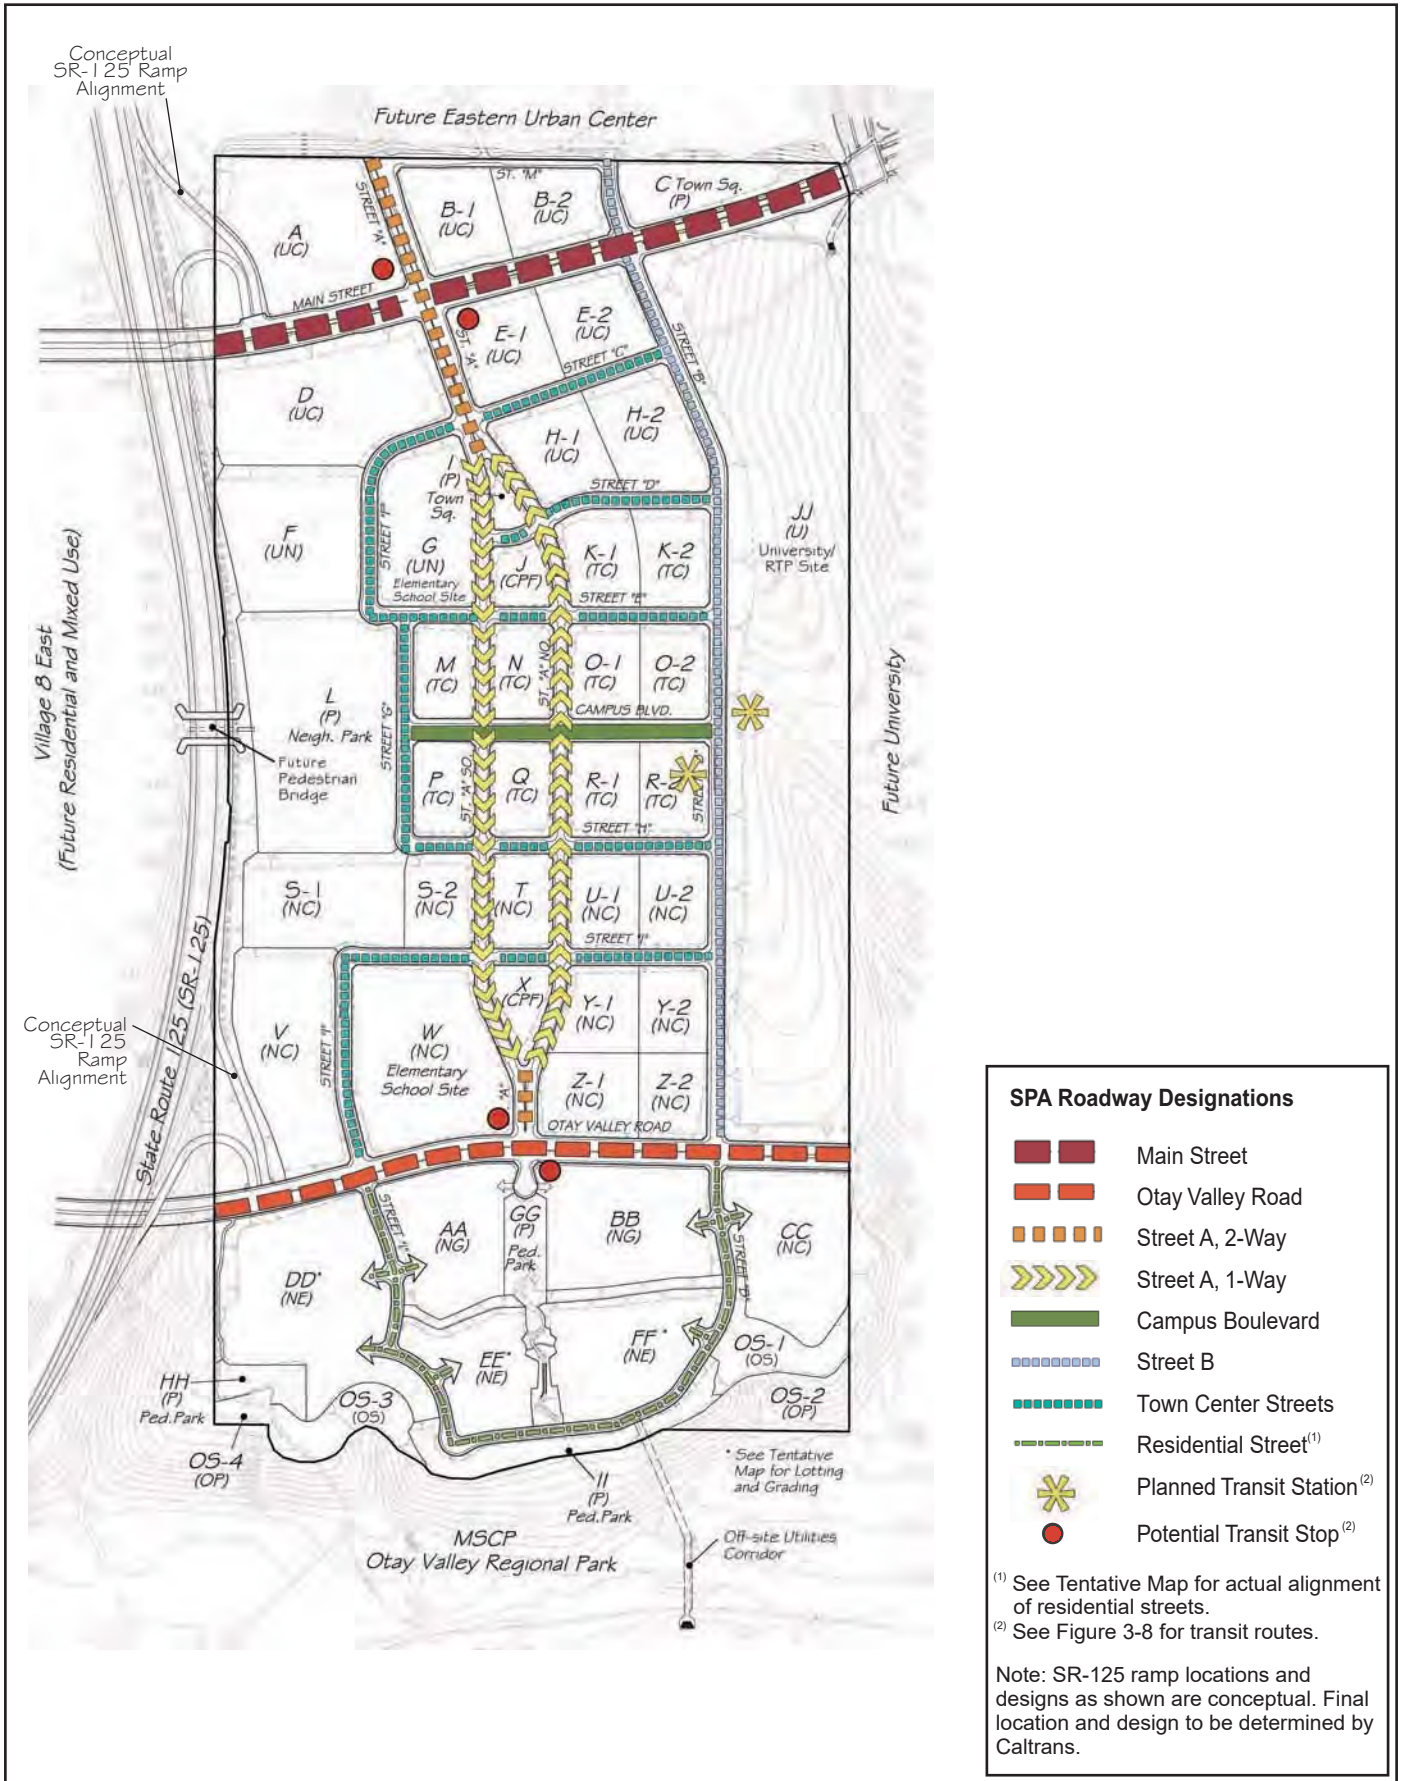 Conceptual
SR-125 Ramp
Alignment
Future Eastern Urban Center
ST. "M"
C Town Sq.
(P)
STREET "A"
B-1
(UC)
B-2
(UC)
A
(UC)
MAIN STREET
E-2
(UC)
E-1
(UC)
ST. "A"
STREET "B"
STREET "C"
D
(UC)
H-2
(UC)
H-1
(UC)
I
(P)
Town
Sq.
STREET "D"
STREET "F"
F
(UN)
G
(UN)
Elementary
School Site
J
(CPF)
K-1
(TC)
K-2
(TC)
JJ
(U)
University/
RTP Site
STREET "E"
Village 8 East
(Future Residential and Mixed Use)
M
(TC)
N
(TC)
ST. "A" NO.
O-1
(TC)
O-2
(TC)
Future University
L
(P)
Neigh. Park
STREET "G"
CAMPUS BLVD.
Future
Pedestrian
Bridge
P
(TC)
ST. "A" SO.
Q
(TC)
R-1
(TC)
(TC)
STREET "H"
S-1
(NC)
S-2
(NC)
T
(NC)
U-1
(NC)
U-2
(NC)
STREET "I"
State Route 125 (SR-125)
Conceptual
SR-125
Ramp
Alignment
V
(NC)
STREET "I"
W
(NC)
Elementary
School Site
X
(CPF)
Y-1
(NC)
Y-2
(NC)
Z-1
(NC)
Z-2
(NC)
"A"
OTAY VALLEY ROAD
AA
(NG)
GG
(P)
Ped.
Park
BB
(NG)
CC
(NC)
STREET "B"
DD*
(NE)
EE*
(NE)
FF *
(NE)
OS-1
(OS)
OS-2
(OP)
HH
(P)
Ped.Park
OS-3
(OS)
OS-4
(OP)
II
(P)
Ped.Park
* See Tentative
Map for Lotting
and Grading
MSCP
Otay Valley Regional Park
Off-site Utilities
Corridor
SPA Roadway Designations
Main Street
Otay Valley Road
Street A, 2-Way
Street A, 1-Way
Campus Boulevard
Street B
Town Center Streets
Residential Street(1)
Planned Transit Station(2)
Potential Transit Stop(2)
(1) See Tentative Map for actual alignment
of residential streets.
(2) See Figure 3-8 for transit routes.
Note: SR-125 ramp locations and
designs as shown are conceptual. Final
location and design to be determined by
Caltrans.